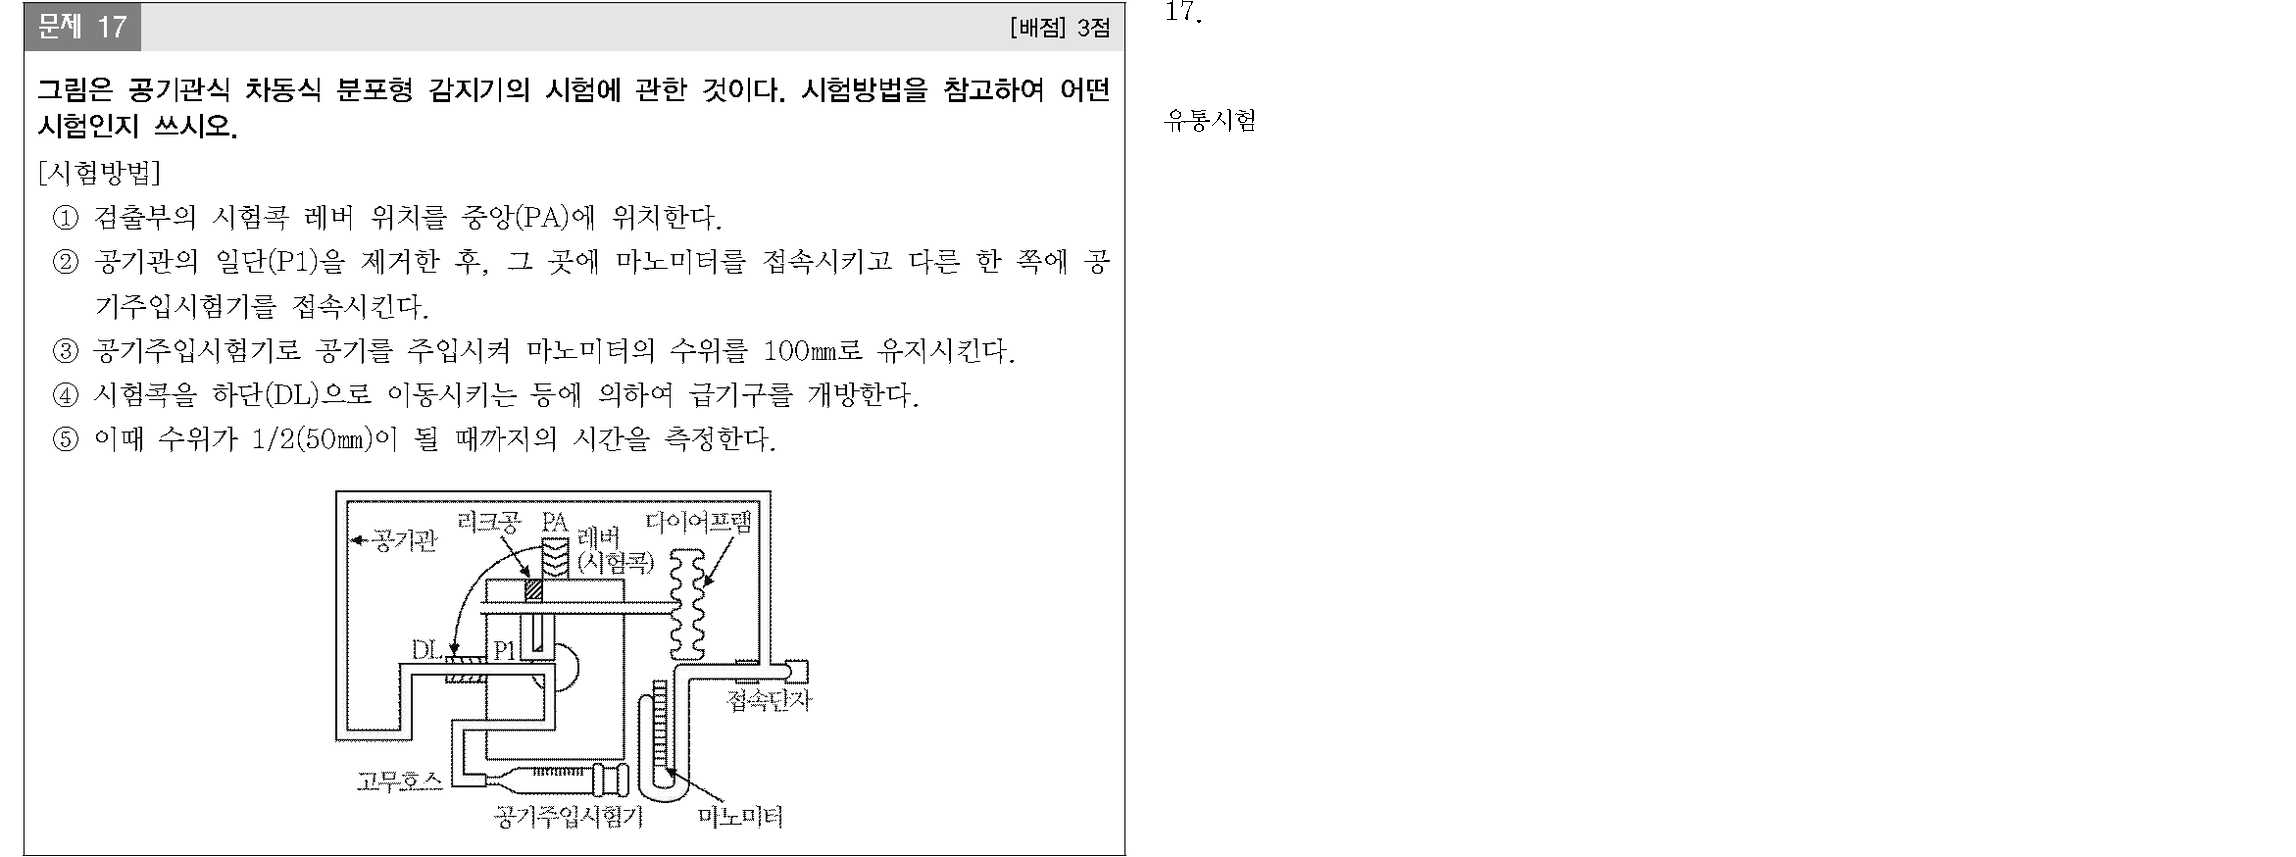 문제 17 [배점] 3점
그림은 공기관식 차동식 분포형 감지기의 시험에 관한 것이다. 시험방법을 참고하여 어떤
시험인지 쓰시오.
[시험방법]
① 검출부의 시험콕 레버 위치를 중앙(PA)에 위치한다.
② 공기관의 일단(P1)을 제거한 후, 그 곳에 마노미터를 접속시키고 다른 한 쪽에 공
기주입시험기를 접속시킨다.
③ 공기주입시험기로 공기를 주입시켜 마노미터의 수위를 100㎜로 유지시킨다.
④ 시험콕을 하단(DL)으로 이동시키는 등에 의하여 급기구를 개방한다.
⑤ 이때 수위가 1/2(50㎜)이 될 때까지의 시간을 측정한다.
리크공 PA 디이어프램
공기관 레버
(시험콕)
DL P1
접속단자
고무호스
공기주입시험기 마노미터
17.
유통시험